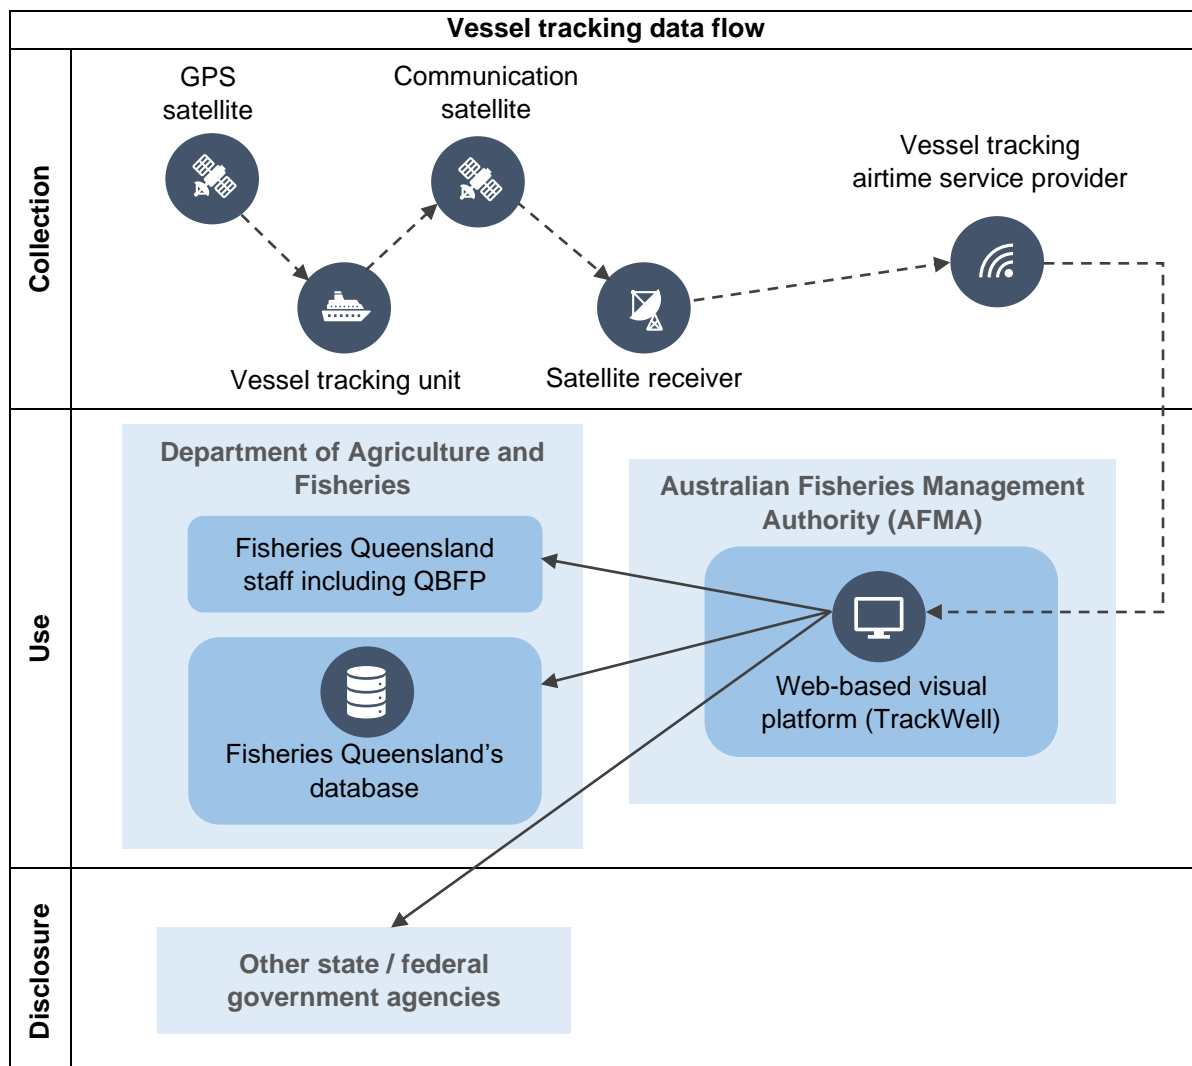 Vessel tracking data flow
Collection
GPS
satellite
Communication
satellite
Vessel tracking
airtime service provider
Vessel tracking unit
Satellite receiver
Use
Department of Agriculture and
Fisheries
Australian Fisheries Management
Authority (AFMA)
Fisheries Queensland
staff including QBFP
Web-based visual
platform (TrackWell)
Fisheries Queensland’s
database
Disclosure
Other state / federal
government agencies